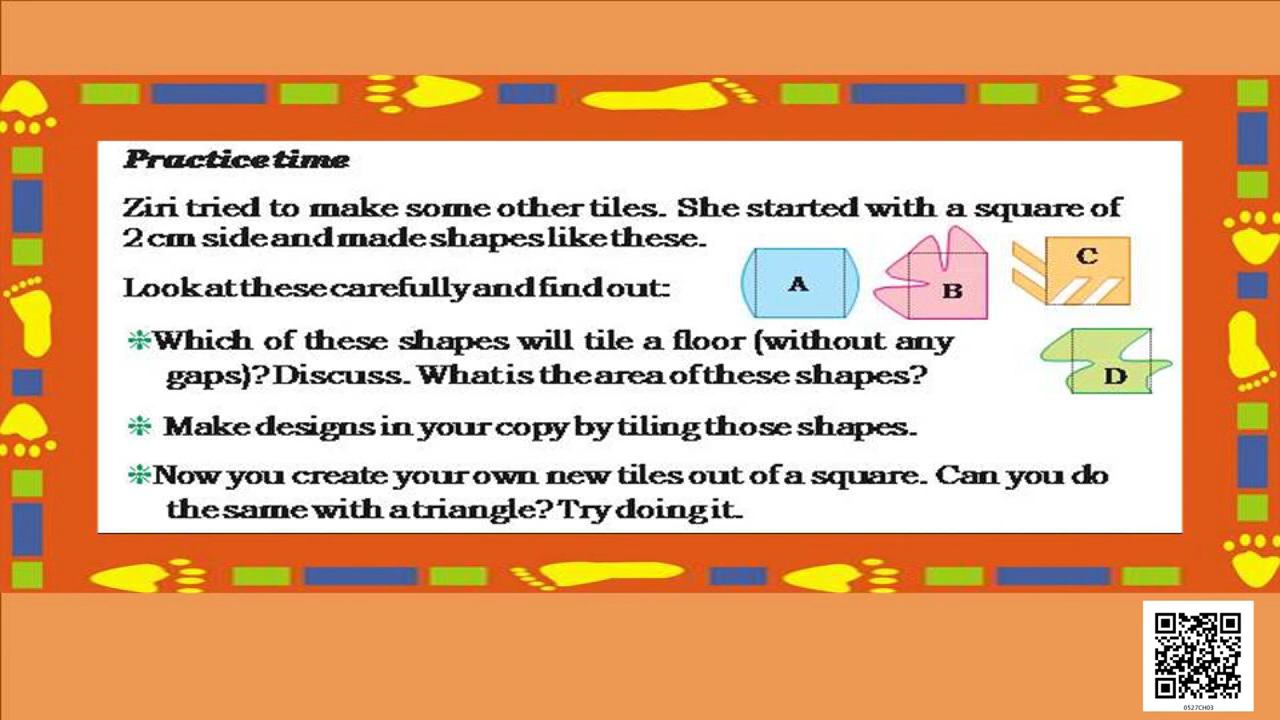 Practice time
Ziri tried to make some other tiles. She started with a square of
2 cm side and made shapes like these.
A
B
C
Look at these carefully and find out:
❈Which of these shapes will tile a floor (without any
gaps)? Discuss. What is the area of these shapes?
D
❈ Make designs in your copy by tiling those shapes.
❈Now you create your own new tiles out of a square. Can you do
the same with a triangle? Try doing it.
0527CH03